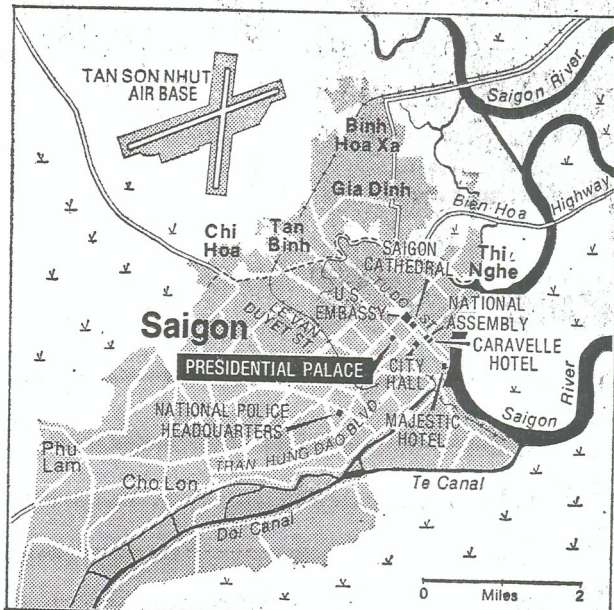 TAN SON NHUT
AIR BASE
Saigon River
Binh
Hoa Xa
Gia Dinh
Bien Hoa
Highway
Chi
Hoa
Tan
Binh
SAIGON
CATHEDRAL
Thi
Nghe
U.S.
EMBASSY
TU DO ST
NATIONAL
ASSEMBLY
LE VAN
DUYET ST
Saigon
CARAVELLE
HOTEL
PRESIDENTIAL PALACE
CITY
HALL
NATIONAL POLICE
HEADQUARTERS
MAJESTIC
HOTEL
Saigon
River
TRAN HUNG DAO BLVD
Phu
Lam
Cho Lon
Te Canal
Doi Canal
0 Miles 2